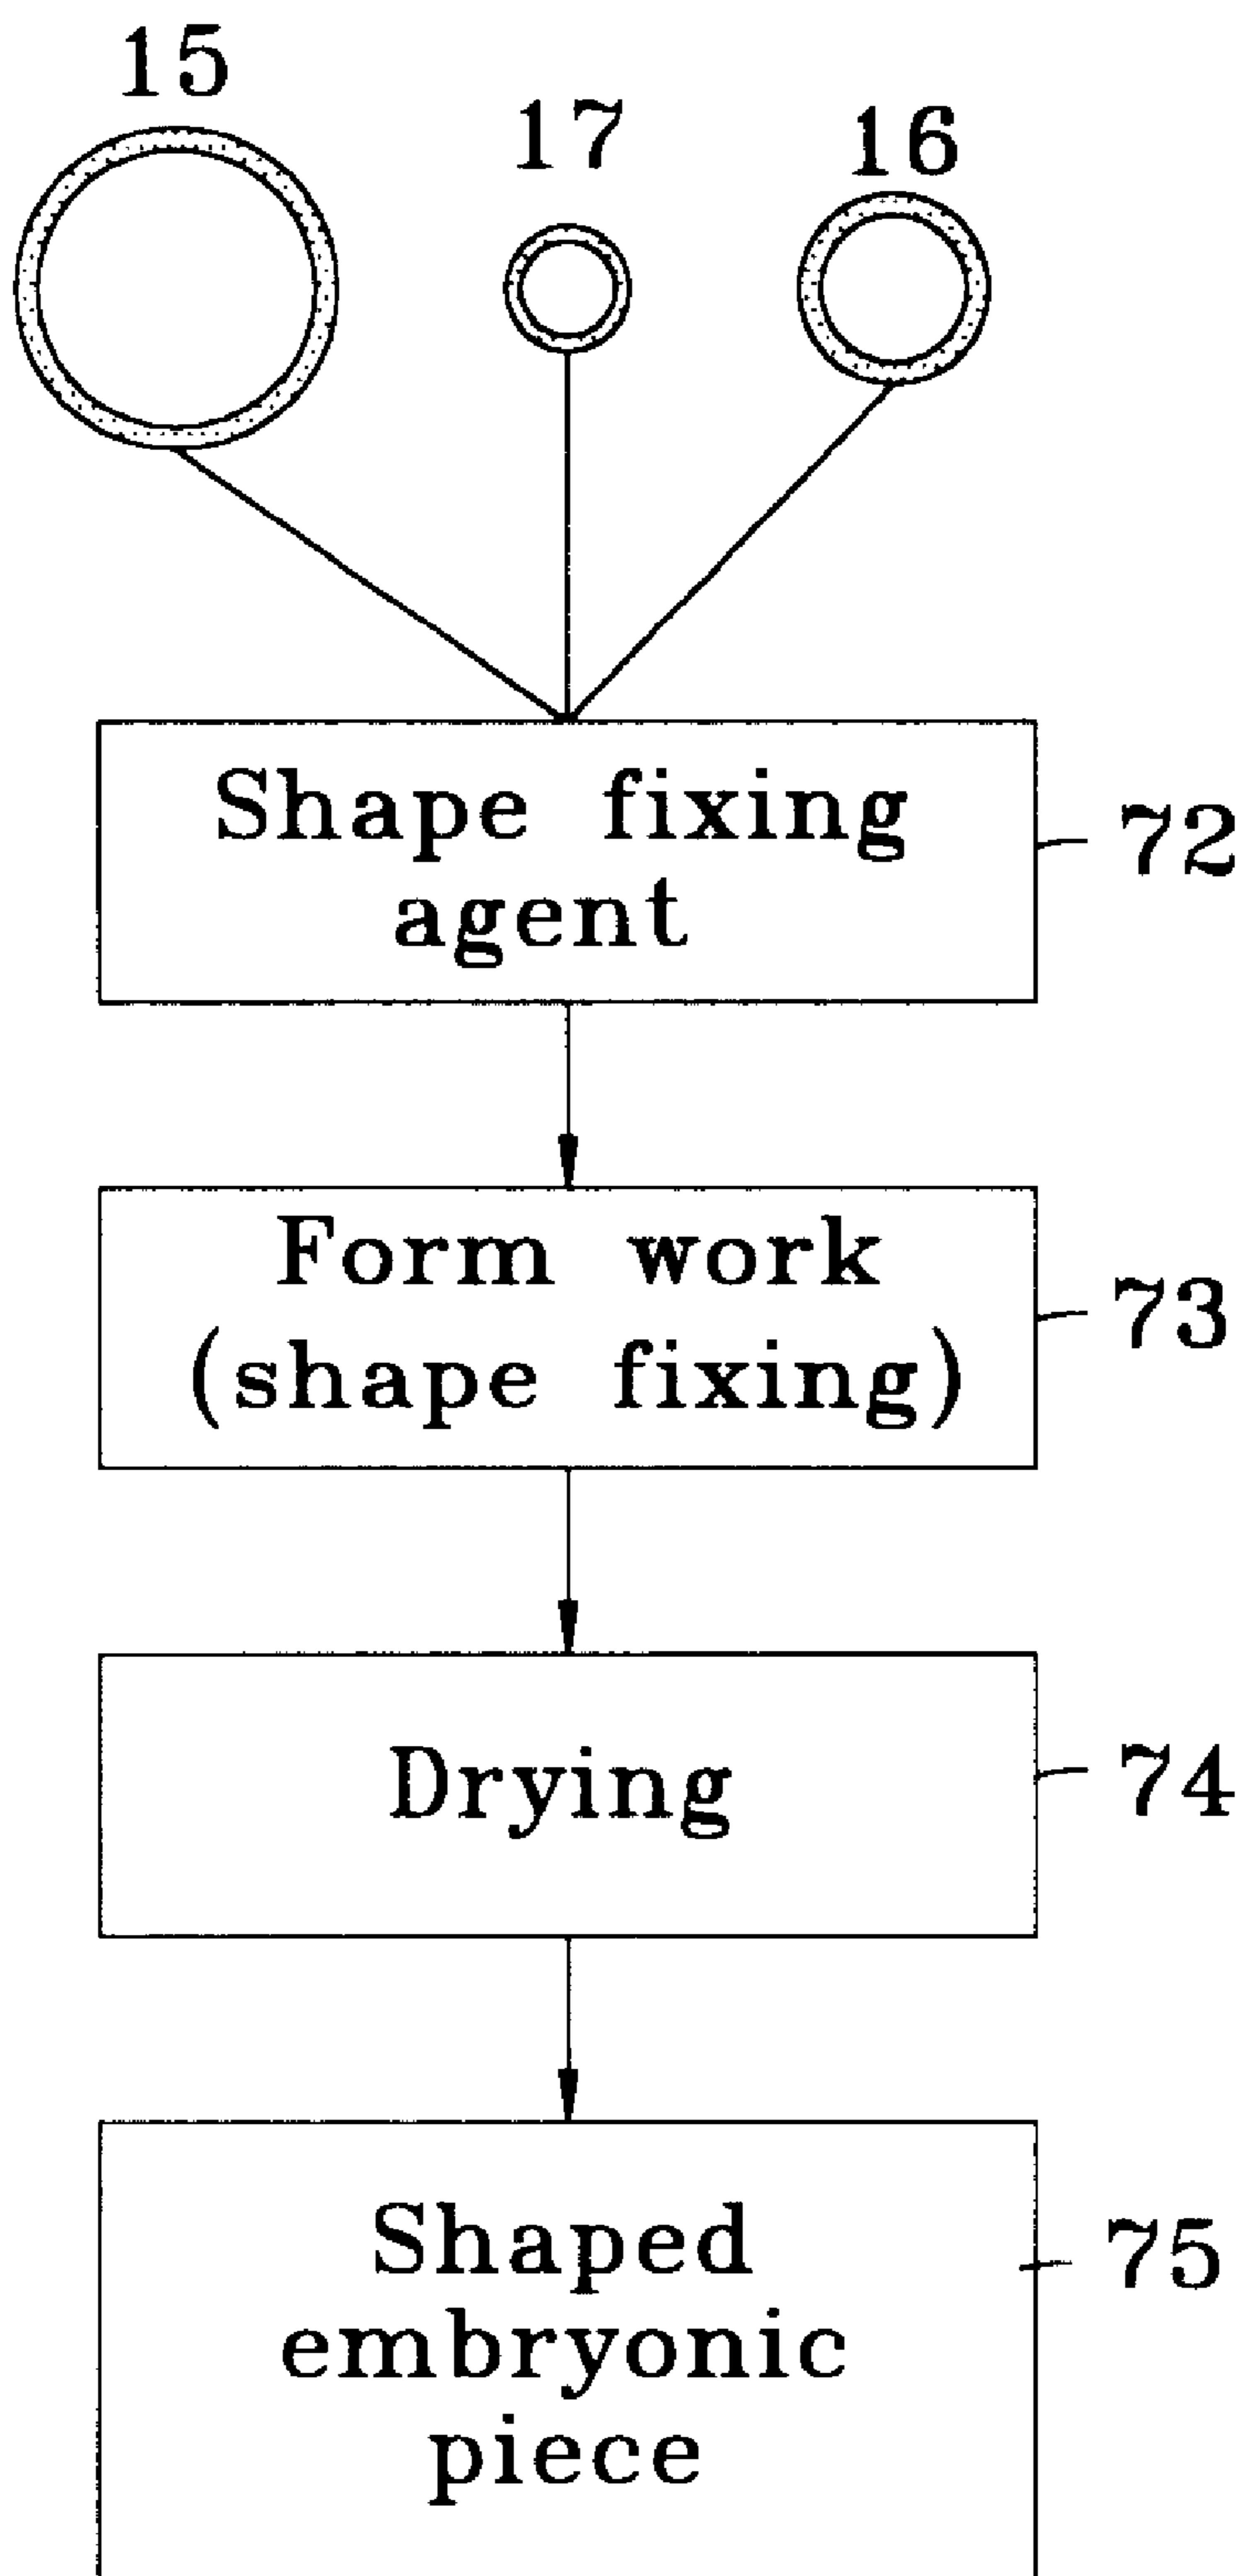 15
17
16
Shape fixing
agent
72
Form work
(shape fixing)
73
Drying
74
Shaped
embryonic
piece
75